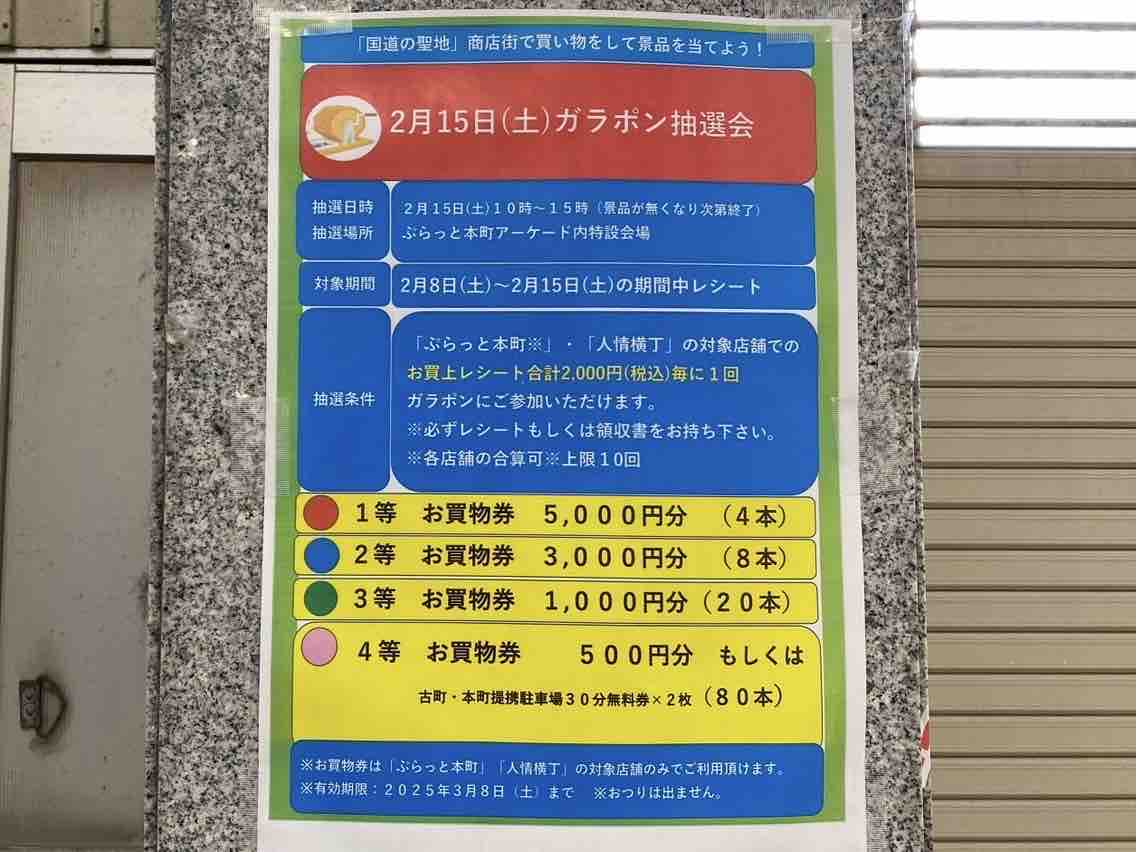 「国道の聖地」商店街で買い物をして景品を当てよう！
2月15日(土)ガラポン抽選会
抽選日時 ２月１５日(土)１０時～１５時（景品が無くなり次第終了）
抽選場所 ぷらっと本町アーケード内特設会場
対象期間 2月8日(土)～2月15日(土)の期間中レシート
抽選条件
「ぷらっと本町※」・「人情横丁」の対象店舗での
お買上レシート合計2,000円(税込)毎に１回
ガラポンにご参加いただけます。
※必ずレシートもしくは領収書をお持ち下さい。
※各店舗の合算可※上限１０回
１等 お買物券 ５,０００円分 （４本）
２等 お買物券 ３,０００円分 （８本）
３等 お買物券 １,０００円分（２０本）
４等 お買物券 ５００円分 もしくは
古町・本町提携駐車場３０分無料券×２枚（８０本）
※お買物券は「ぷらっと本町」「人情横丁」の対象店舗のみでご利用頂けます。
※有効期限：２０２５年３月８日（土）まで ※おつりは出ません。